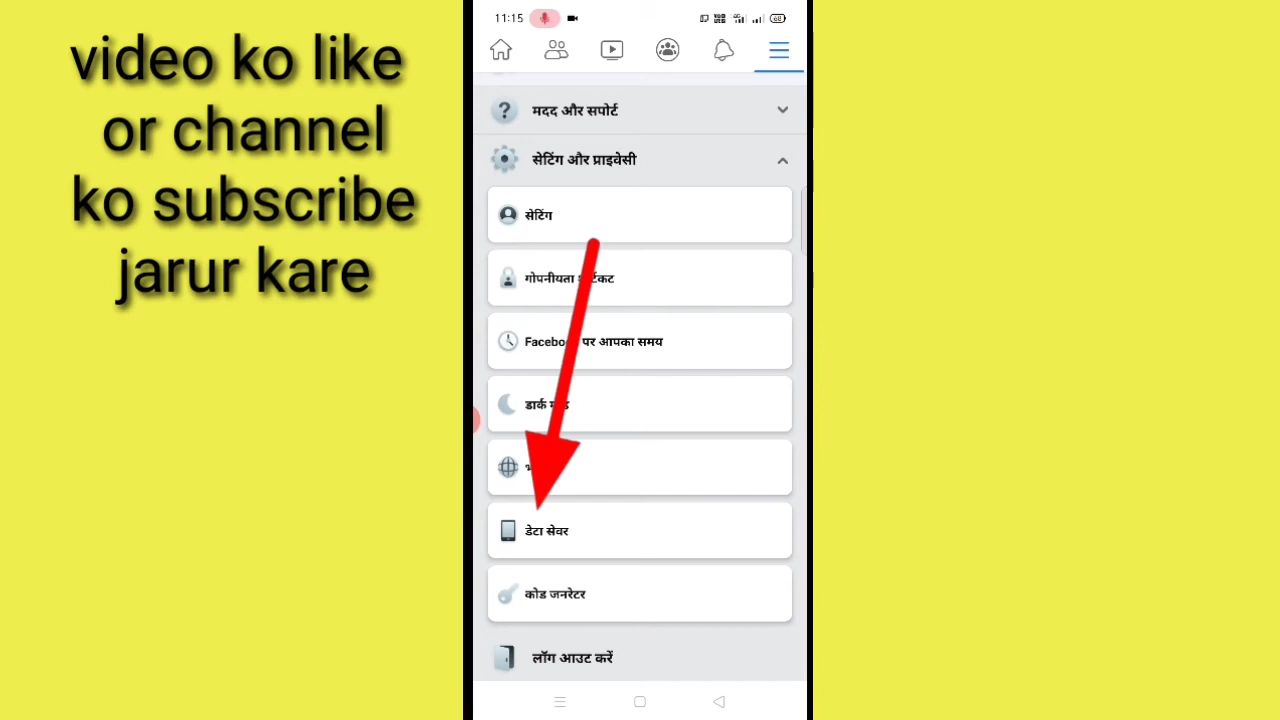 video ko like
or channel
ko subscribe
jarur kare
11:15
68
मदद और सपोर्ट
सेटिंग और प्राइवेसी
सेटिंग
गोपनीयता
Facebook पर आपका समय
डार्क
डेटा सेवर
कोड जनरेटर
लॉग आउट करें